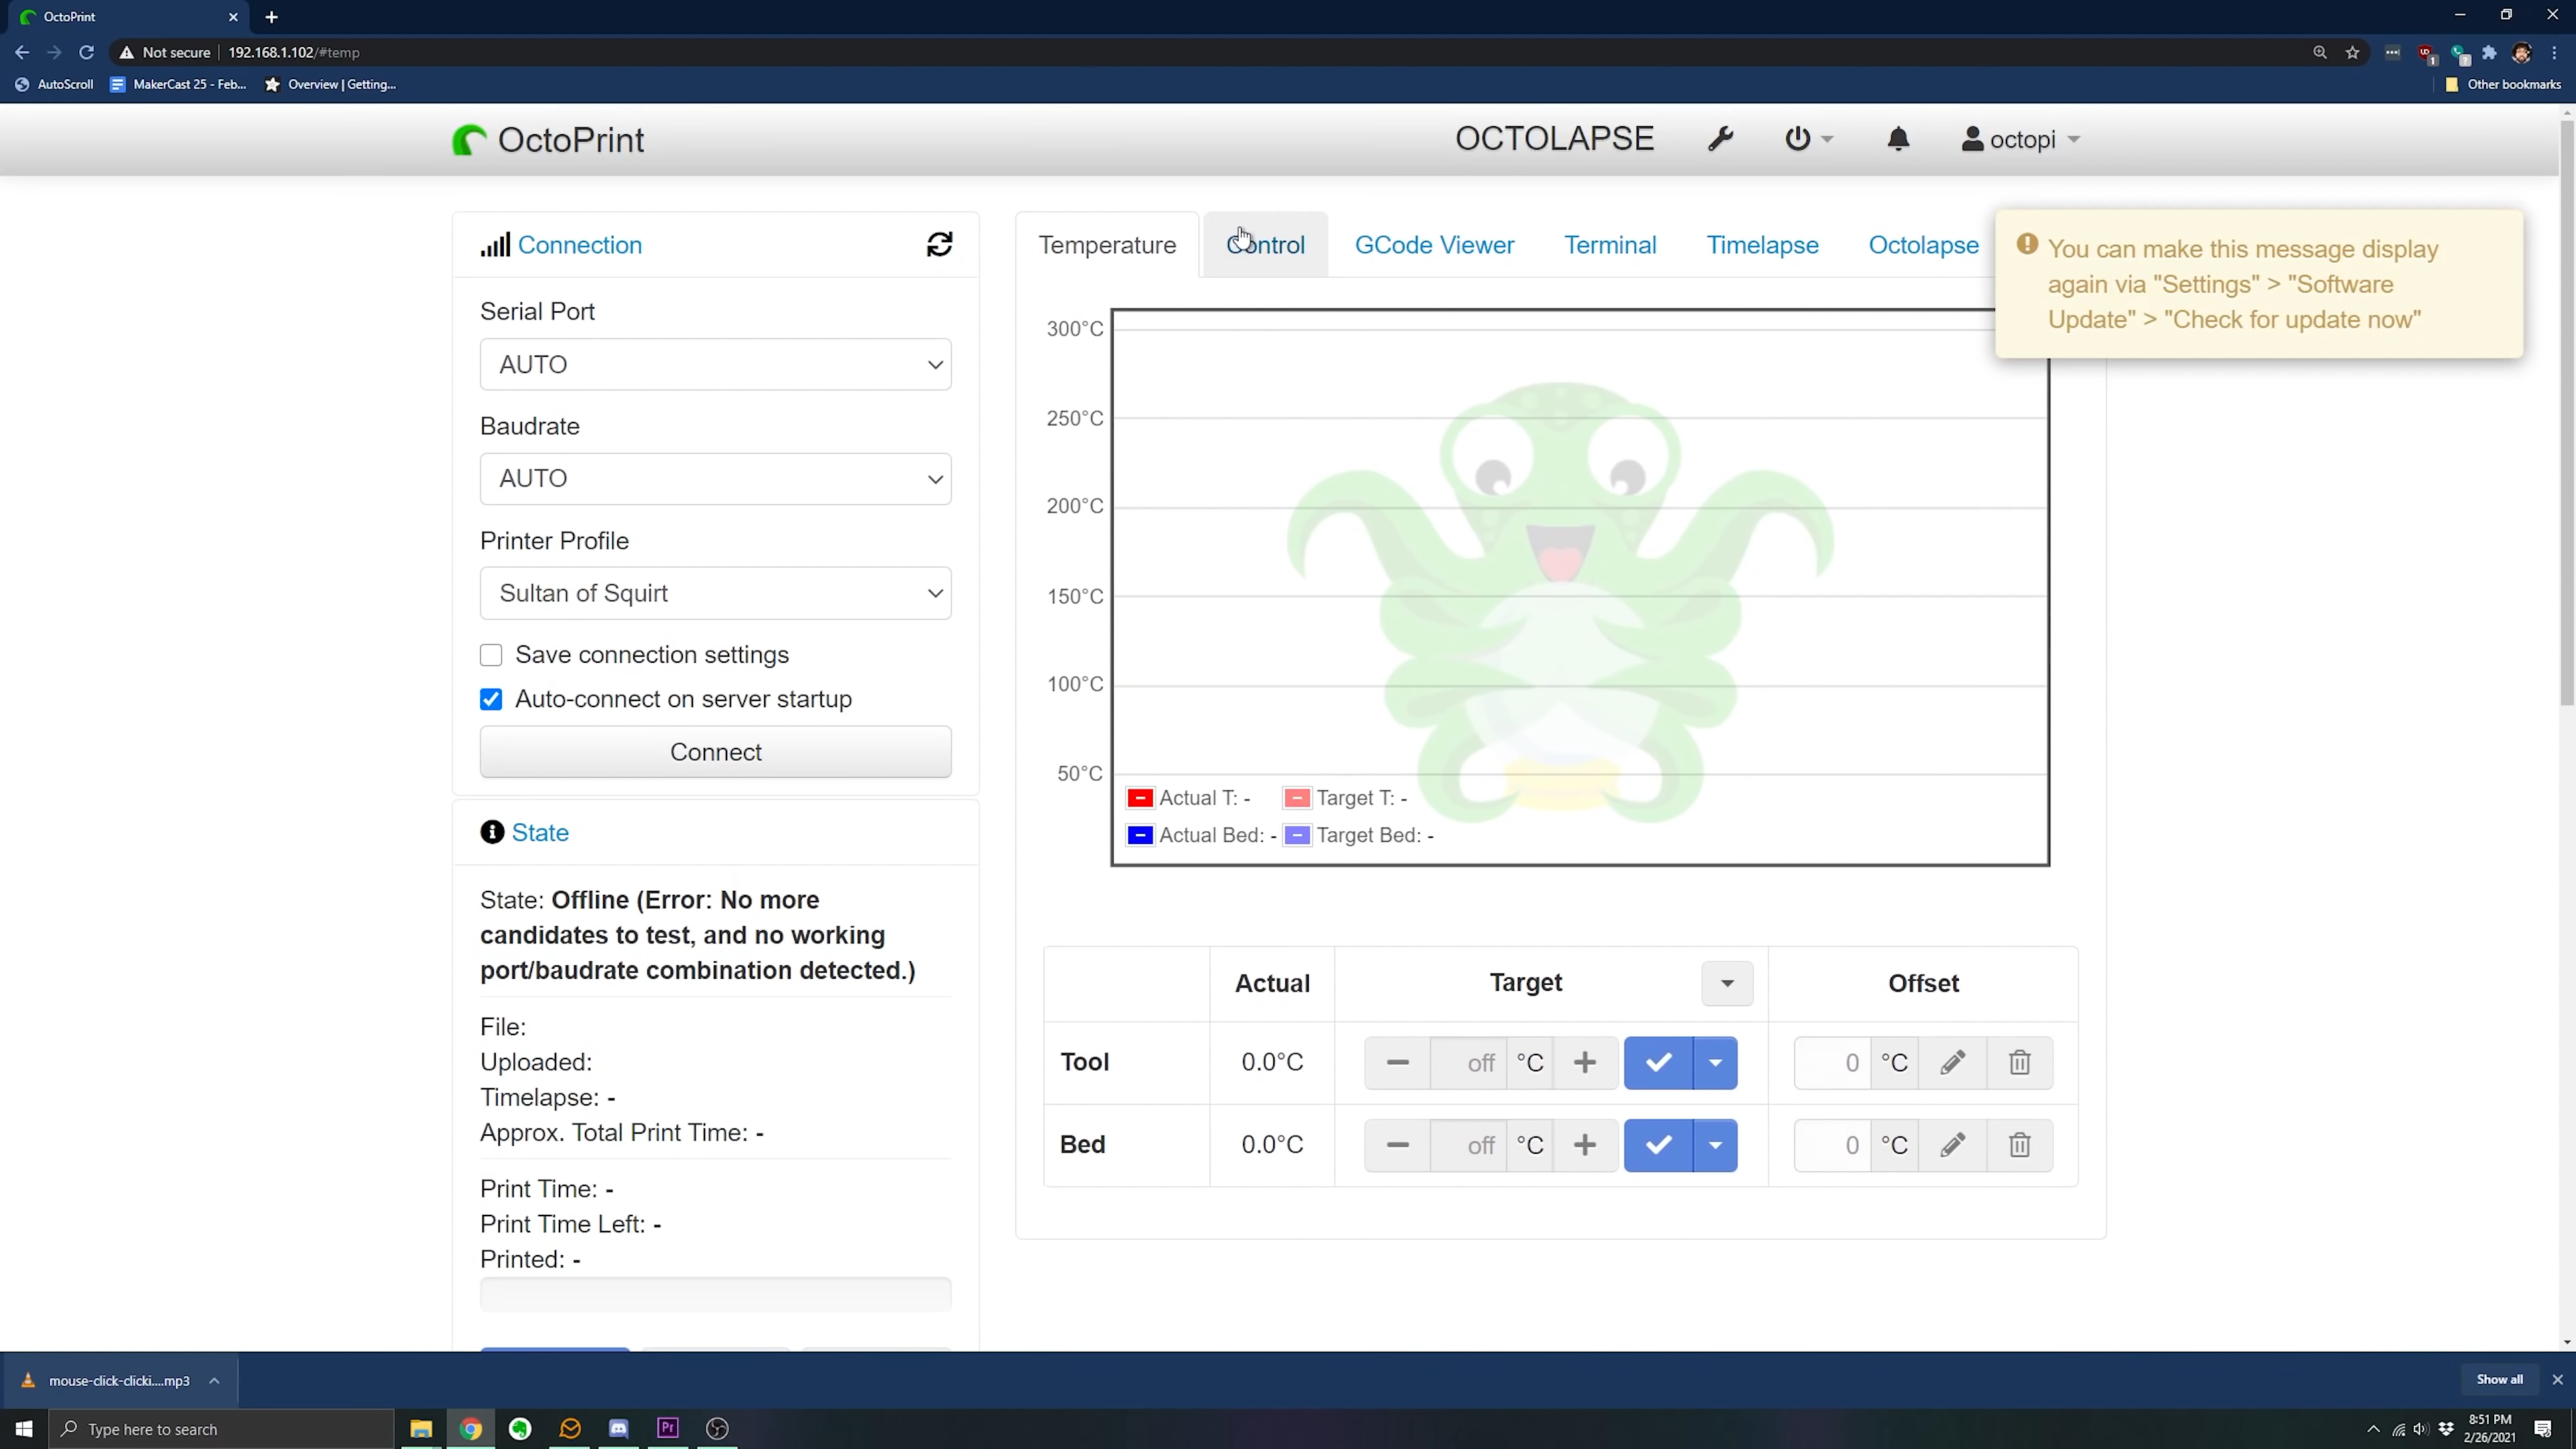 OctoPrint
Not secure
192.168.1.102/#temp
AutoScroll
MakerCast 25 - Feb...
Overview | Getting...
Other bookmarks
OctoPrint
OCTOLAPSE
octopi
Connection
Serial Port
AUTO
Baudrate
AUTO
Printer Profile
Sultan of Squirt
Save connection settings
Auto-connect on server startup
Connect
State
State: Offline (Error: No more
candidates to test, and no working
port/baudrate combination detected.)
File:
Uploaded:
Timelapse: -
Approx. Total Print Time: -
Print Time: -
Print Time Left: -
Printed: -
Temperature
Control
GCode Viewer
Terminal
Timelapse
Octolapse
You can make this message display
again via "Settings" > "Software
Update" > "Check for update now"
300°C
250°C
200°C
150°C
100°C
50°C
Actual T: -
Target T: -
Actual Bed: -
Target Bed: -
Actual
Target
Offset
Tool
0.0°C
off
°C
0
°C
Bed
0.0°C
off
°C
0
°C
mouse-click-clicki....mp3
Show all
Type here to search
Pr
8:51 PM
2/26/2021